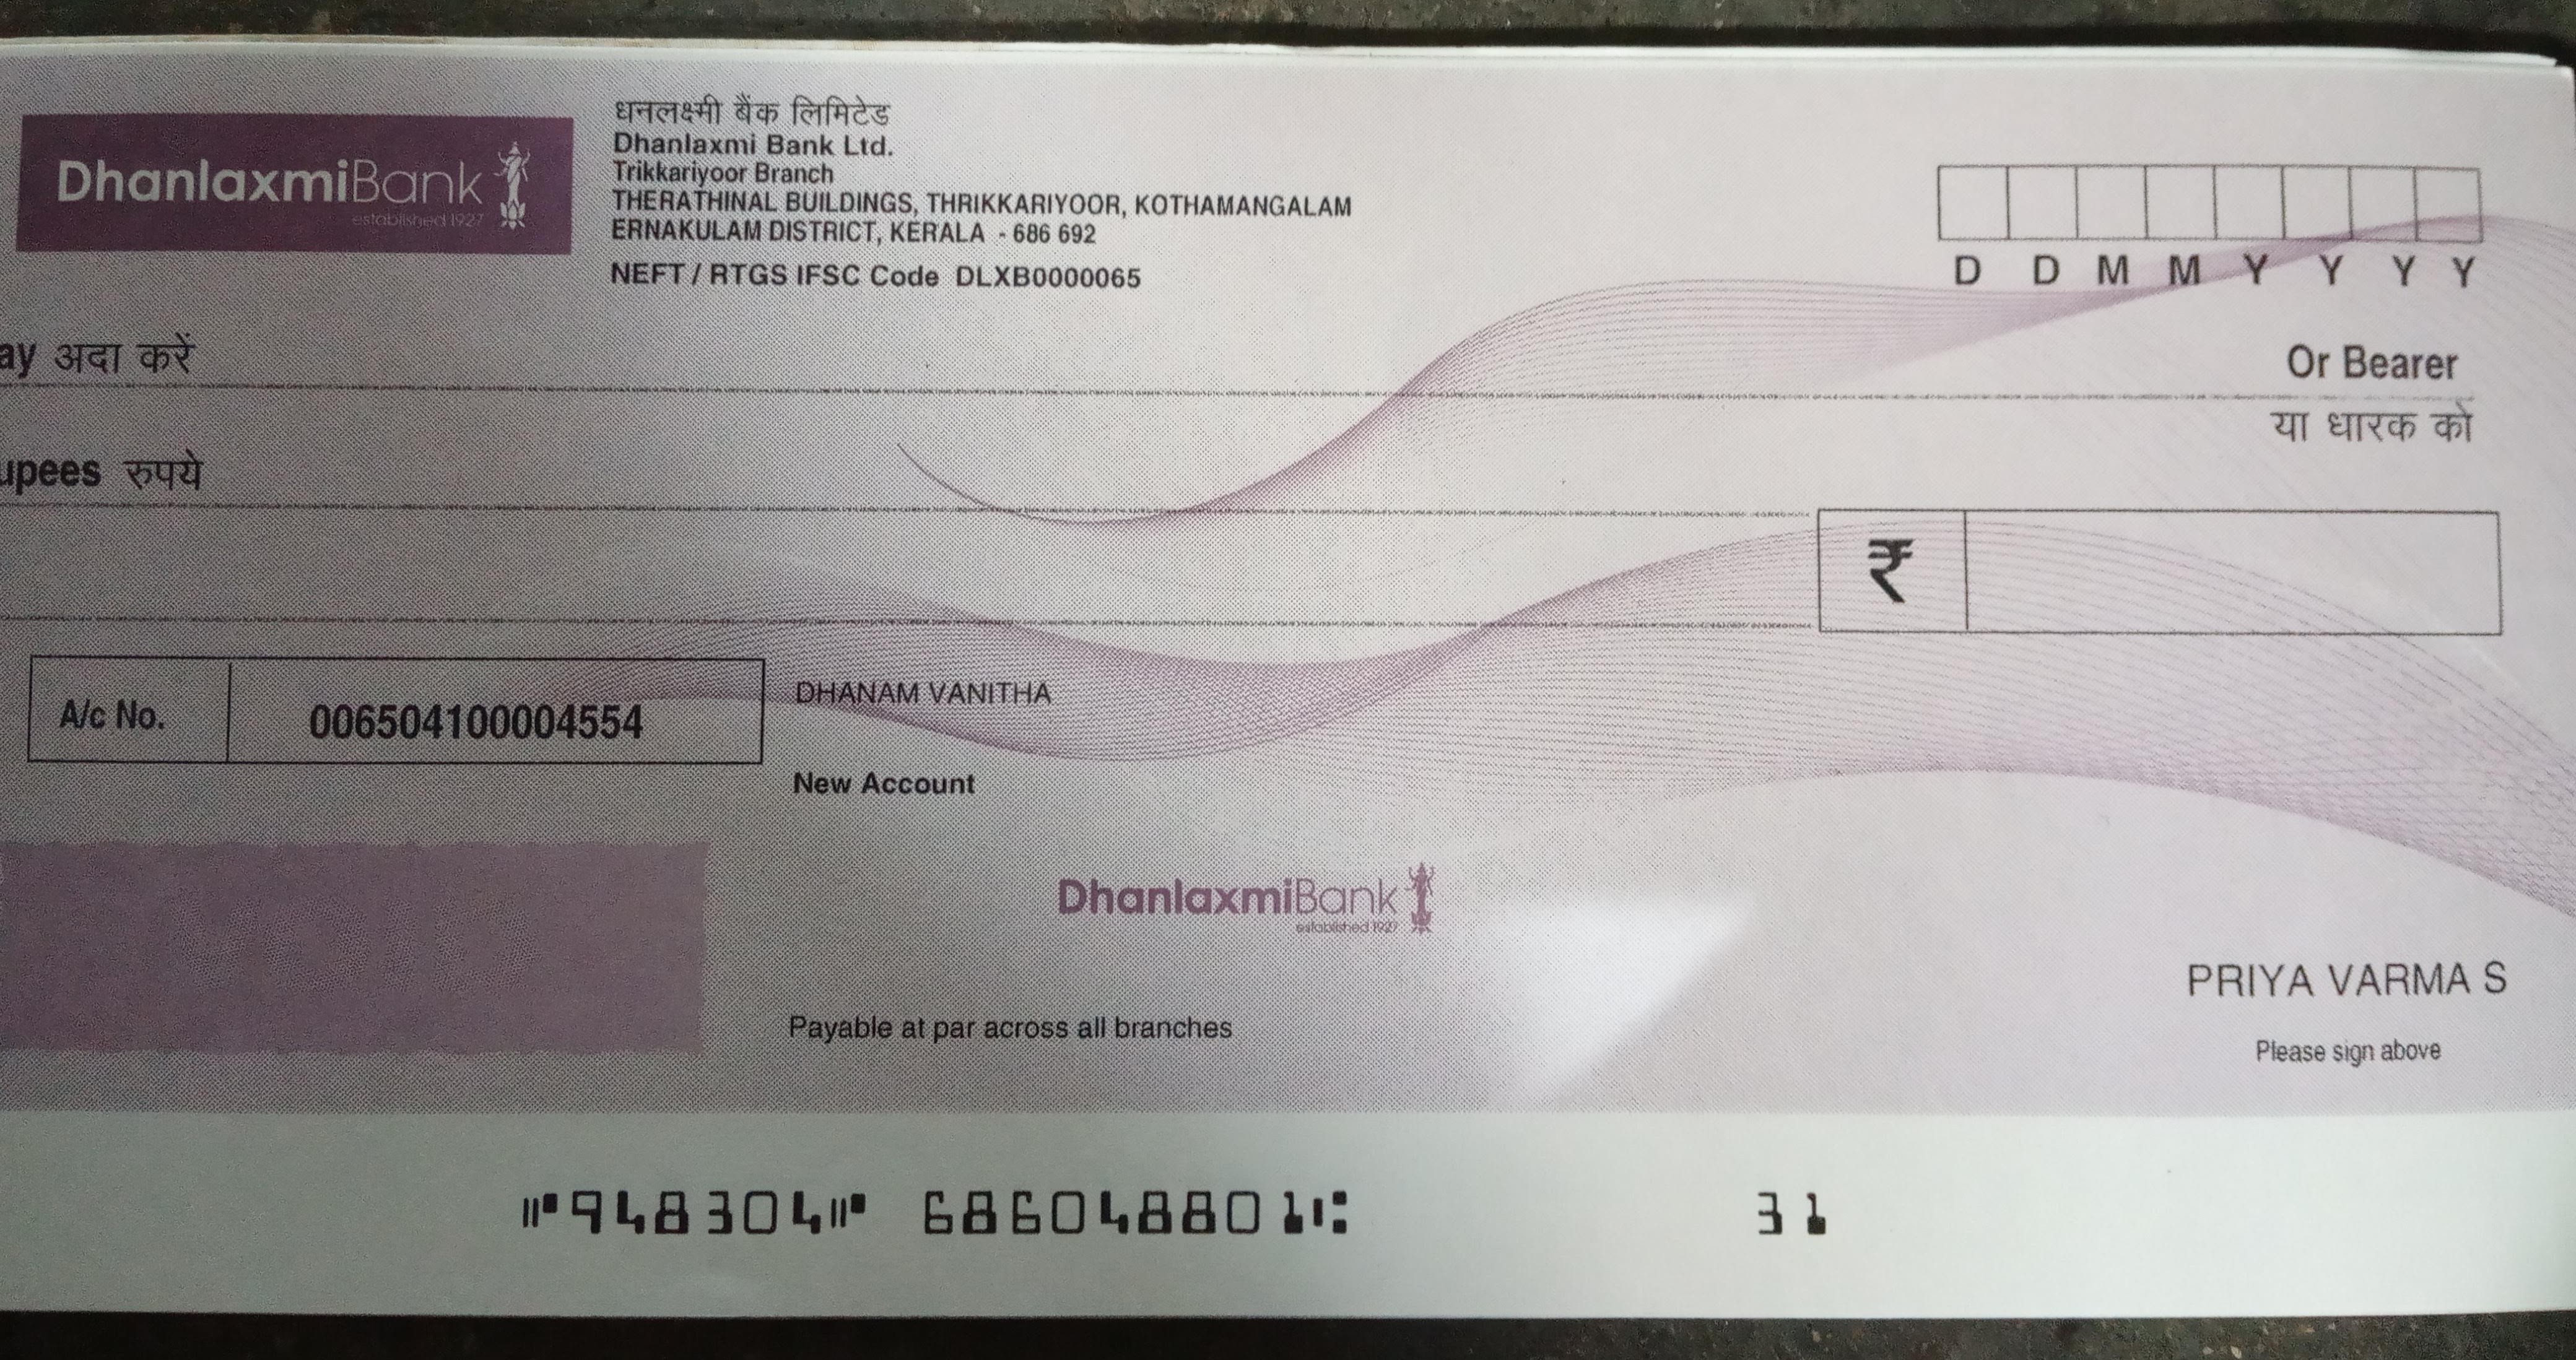 DhanlaxmiBank
established 1927
धनलक्ष्मी बैंक लिमिटेड
Dhanlaxmi Bank Ltd.
Trikkariyoor Branch
THERATHINAL BUILDINGS, THRIKKARIYOOR, KOTHAMANGALAM
ERNAKULAM DISTRICT, KERALA - 686 692
NEFT / RTGS IFSC Code DLXB0000065
D D M M Y Y Y Y
ay अदा करें
Or Bearer
या धारक को
upees रुपये
₹
A/c No. 006504100004554
DHANAM VANITHA
New Account
VOID
DhanlaxmiBank
established 1927
PRIYA VARMA S
Payable at par across all branches
Please sign above
⑈948304⑈ 686048801⑆ 31